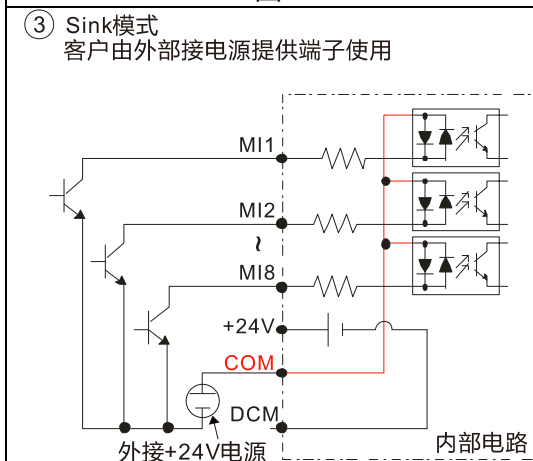 ③ Sink模式
客户由外部接电源提供端子使用
MI1
MI2
~
MI8
+24V
COM
DCM
外接+24V电源
内部电路